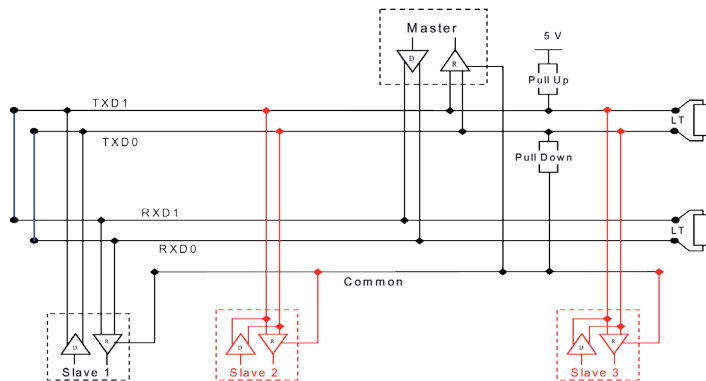 Master
D
R
5 V
Pull Up
TXD1
LT
TXD0
Pull Down
RXD1
LT
RXD0
Common
D
R
Slave 1
D
R
Slave 2
D
R
Slave 3